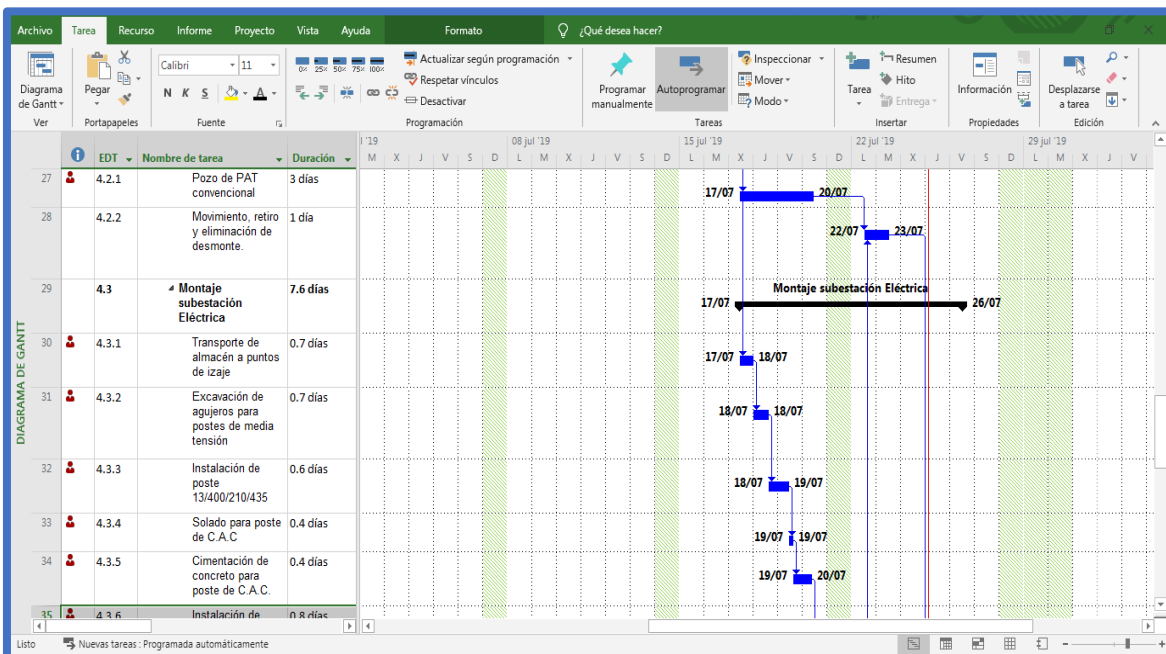 Archivo Tarea Recurso Informe Proyecto Vista Ayuda Formato ¿Qué desea hacer?
Diagrama de Gantt
Pegar
Calibri 11
N K S A
0% 25% 50% 75% 100%
Actualizar según programación
Respetar vínculos
Desactivar
Programar manualmente
Autoprogramar
Inspeccionar
Mover
Modo
Tarea
Resumen
Hito
Entrega
Información
Desplazarse a tarea
Ver Portapapeles Fuente Programación Tareas Insertar Propiedades Edición
EDT Nombre de tarea Duración
'19 08 jul '19 15 jul '19 22 jul '19 29 jul '19
M X J V S D L M X J V S D L M X J V S D L M X J V S D L M X J V
DIAGRAMA DE GANTT
27 4.2.1 Pozo de PAT 3 días 17/07 20/07
convencional
28 4.2.2 Movimiento, retiro 1 día 22/07 23/07
y eliminación de
desmonte.
29 4.3 Montaje 7.6 días Montaje subestación Eléctrica
subestación 17/07 26/07
Eléctrica
30 4.3.1 Transporte de 0.7 días
almacén a puntos 17/07 18/07
de izaje
31 4.3.2 Excavación de 0.7 días
agujeros para 18/07 18/07
postes de media
tensión
32 4.3.3 Instalación de 0.6 días
poste 18/07 19/07
13/400/210/435
33 4.3.4 Solado para poste 0.4 días
de C.A.C 19/07 19/07
34 4.3.5 Cimentación de 0.4 días
concreto para 19/07 20/07
poste de C.A.C.
35 4.3.6 Instalación de 0.8 días
Listo Nuevas tareas : Programada automáticamente